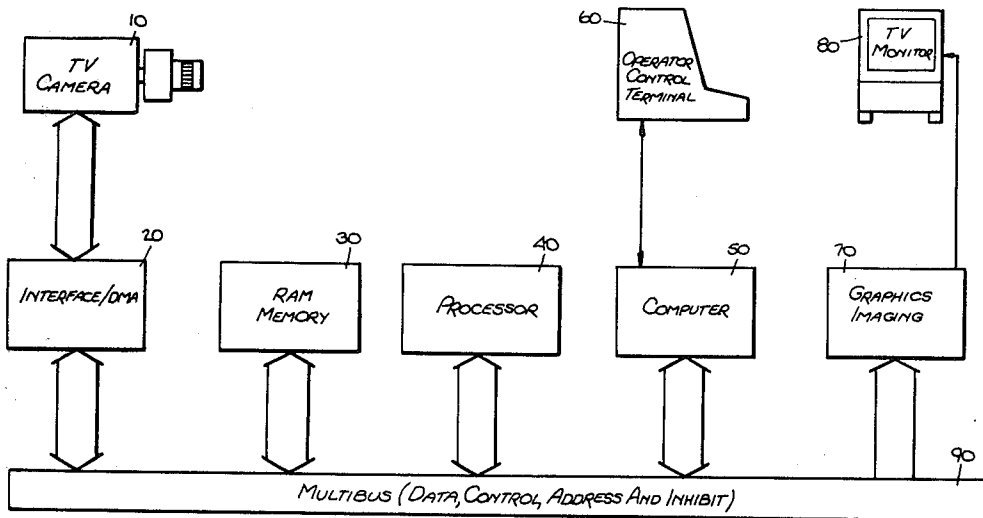 10
TV
CAMERA
60
OPERATOR
CONTROL
TERMINAL
80
TV
MONITOR
20
INTERFACE/DMA
30
RAM
MEMORY
40
PROCESSOR
50
COMPUTER
70
GRAPHICS
IMAGING
90
MULTIBUS (DATA, CONTROL, ADDRESS AND INHIBIT)